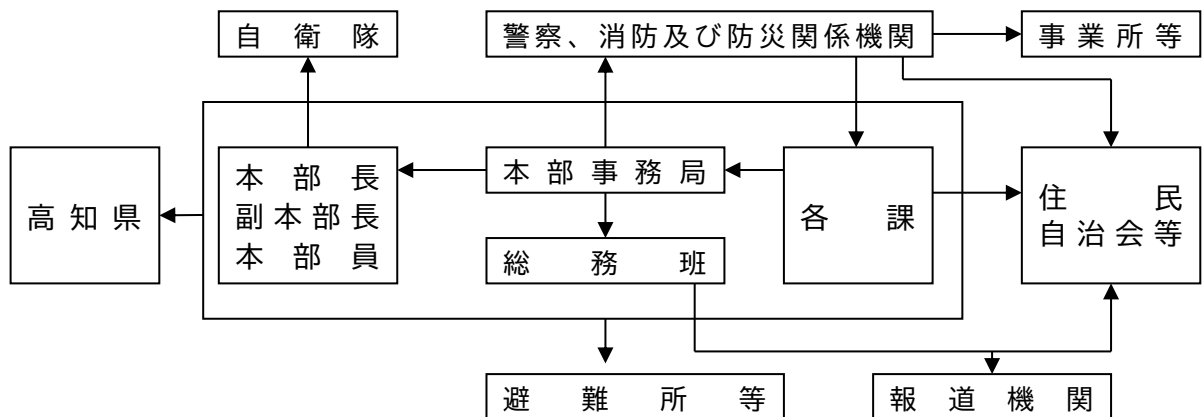 自衛隊
警察、消防及び防災関係機関
事業所等
高知県
本部長
副本部長
本部員
本部事務局
総務班
各課
住民
自治会等
避難所等
報道機関